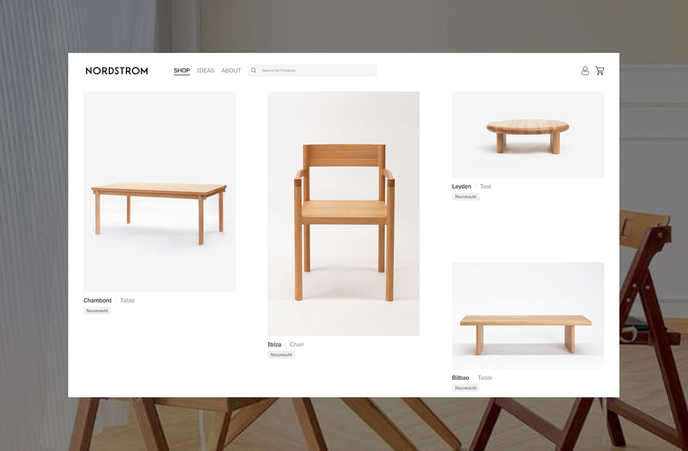 NORDSTROM SHOP IDEAS ABOUT Search for Products
Chambord Table
Nouveauté
Ibiza Chair
Nouveauté
Leyden Tool
Nouveauté
Bilbao Table
Nouveauté